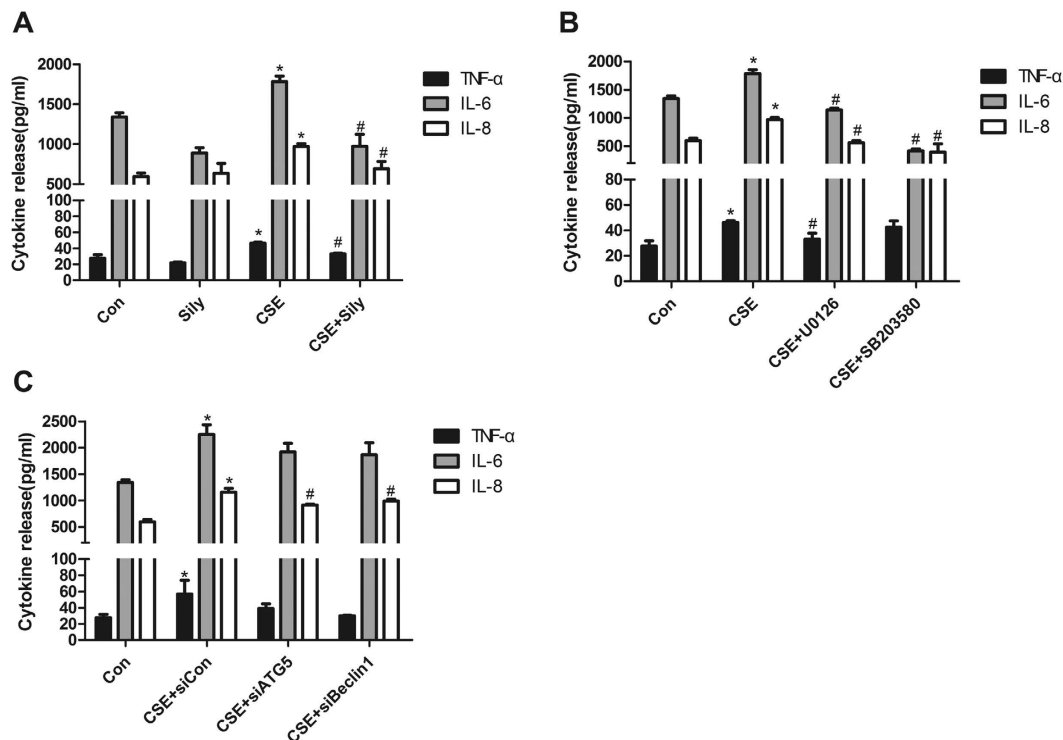 A
Cytokine release(pg/ml)
2000
1500
1000
500
100
80
60
40
20
0
*
*
*
#
#
#
Con
Sily
CSE
CSE+Sily
TNF-α
IL-6
IL-8
B
Cytokine release(pg/ml)
2000
1500
1000
500
80
60
40
20
0
*
*
*
#
#
#
#
#
Con
CSE
CSE+U0126
CSE+SB203580
TNF-α
IL-6
IL-8
C
Cytokine release(pg/ml)
2500
2000
1500
1000
500
100
80
60
40
20
0
*
*
*
#
#
Con
CSE+siCon
CSE+siATG5
CSE+siBeclin1
TNF-α
IL-6
IL-8